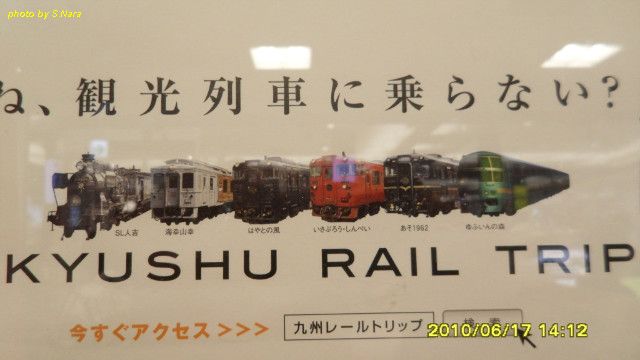 photo by S.Nara
ね、観光列車に乗らない?
SL人吉 海幸山幸 はやとの風 いさぶろう・しんぺい あそ1962 ゆふいんの森
KYUSHU RAIL TRIP
今すぐアクセス>>> 九州レールトリップ 検索
2010/06/17 14:12